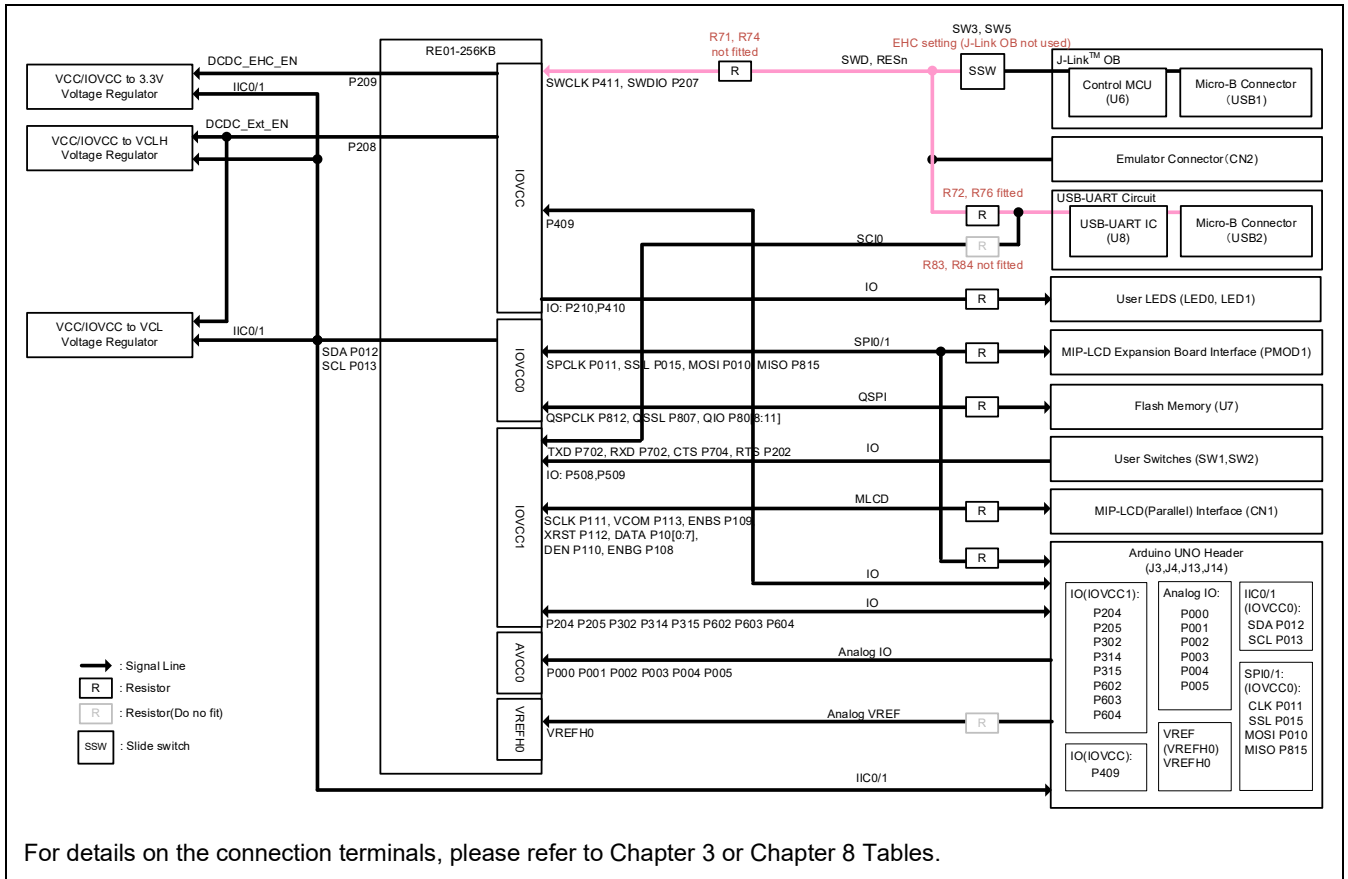 SW3, SW5
EHC setting (J-Link OB not used)
R71, R74
not fitted
RE01-256KB
DCDC_EHC_EN
VCC/IOVCC to 3.3V
Voltage Regulator
P209
IIC0/1
R
SWD, RESn
SSW
SWCLK P411, SWDIO P207
J-Link™ OB
Control MCU
(U6)
Micro-B Connector
(USB1)
DCDC_Ext_EN
VCC/IOVCC to VCLH
Voltage Regulator
P208
Emulator Connector(CN2)
IOVCC
R72, R76 fitted
R
USB-UART Circuit
USB-UART IC
(U8)
Micro-B Connector
(USB2)
P409
SCI0
R
R83, R84 not fitted
IO
R
User LEDS (LED0, LED1)
IO: P210,P410
VCC/IOVCC to VCL
Voltage Regulator
IIC0/1
SDA P012
SCL P013
IOVCC0
SPI0/1
R
MIP-LCD Expansion Board Interface (PMOD1)
SPCLK P011, SSL P015, MOSI P010, MISO P815
QSPI
R
Flash Memory (U7)
QSPCLK P812, QSSL P807, QIO P80[8:11]
IOVCC1
TXD P702, RXD P702, CTS P704, RTS P202
IO
User Switches (SW1,SW2)
IO: P508,P509
MLCD
R
MIP-LCD(Parallel) Interface (CN1)
SCLK P111, VCOM P113, ENBS P109
XRST P112, DATA P10[0:7],
DEN P110, ENBG P108
R
Arduino UNO Header
(J3,J4,J13,J14)
IO
IO
P204 P205 P302 P314 P315 P602 P603 P604
AVCC0
Analog IO
P000 P001 P002 P003 P004 P005
VREFH0
Analog VREF
R
VREFH0
IIC0/1
IO(IOVCC1):
P204
P205
P302
P314
P315
P602
P603
P604
IO(IOVCC):
P409
Analog IO:
P000
P001
P002
P003
P004
P005
VREF
(VREFH0)
VREFH0
IIC0/1
(IOVCC0):
SDA P012
SCL P013
SPI0/1:
(IOVCC0):
CLK P011
SSL P015
MOSI P010
MISO P815
: Signal Line
R : Resistor
R : Resistor(Do no fit)
SSW : Slide switch
For details on the connection terminals, please refer to Chapter 3 or Chapter 8 Tables.